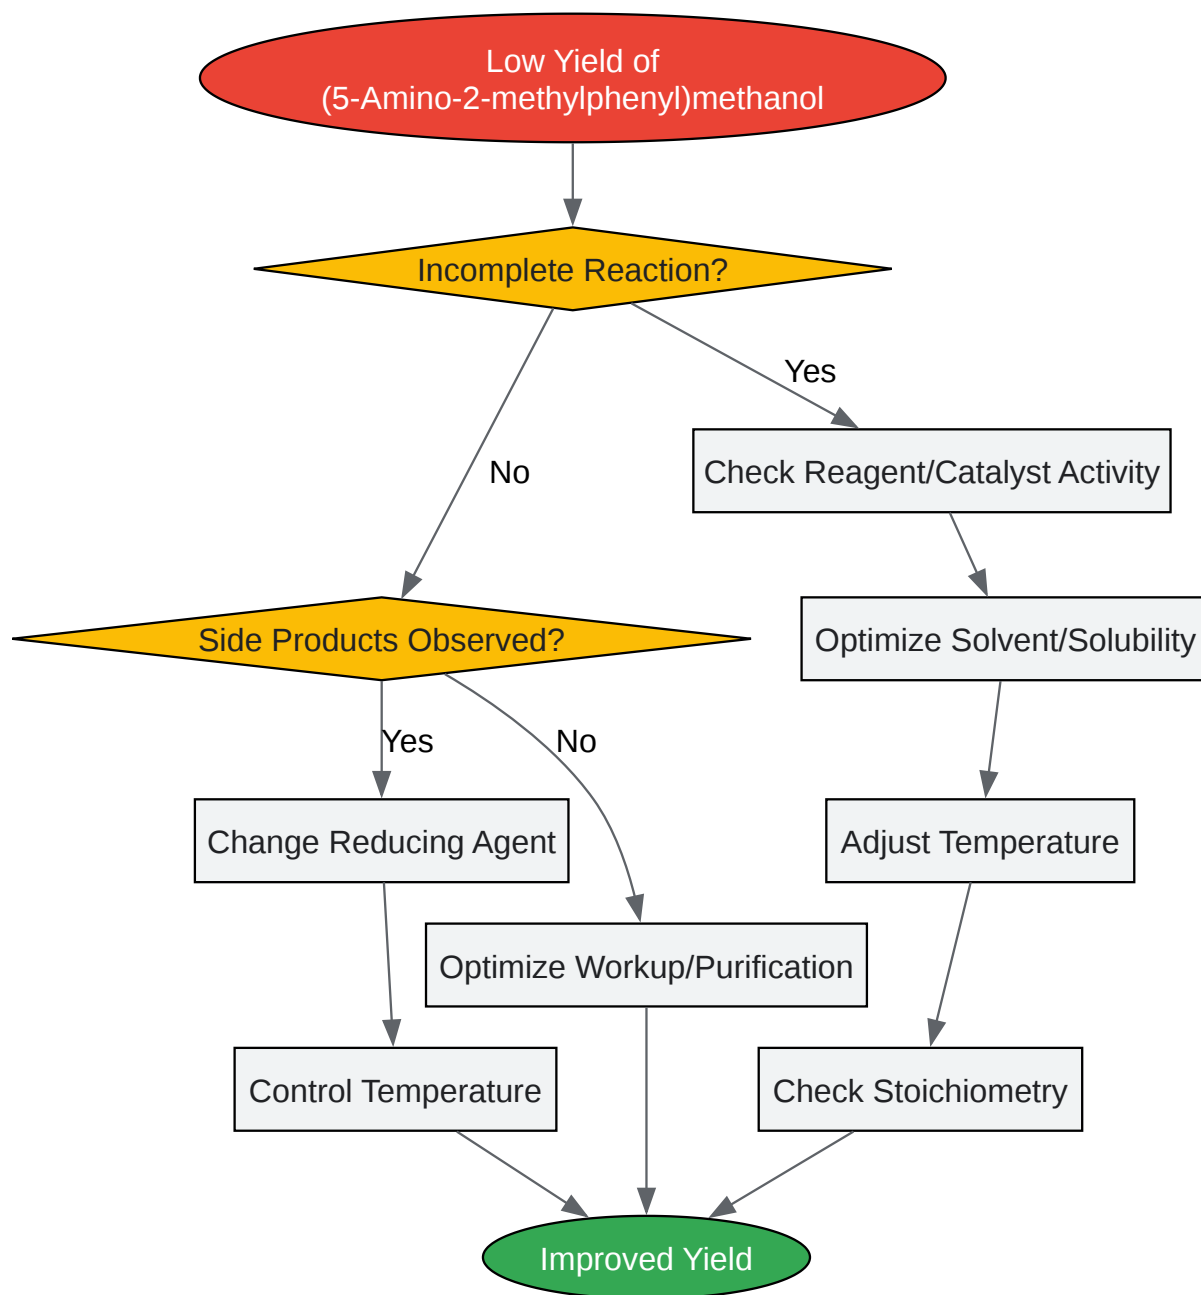 Low Yield of
(5-Amino-2-methylphenyl)methanol
Incomplete Reaction?
Yes
Check Reagent/Catalyst Activity
No
Side Products Observed?
Optimize Solvent/Solubility
Yes
No
Change Reducing Agent
Adjust Temperature
Optimize Workup/Purification
Control Temperature
Check Stoichiometry
Improved Yield